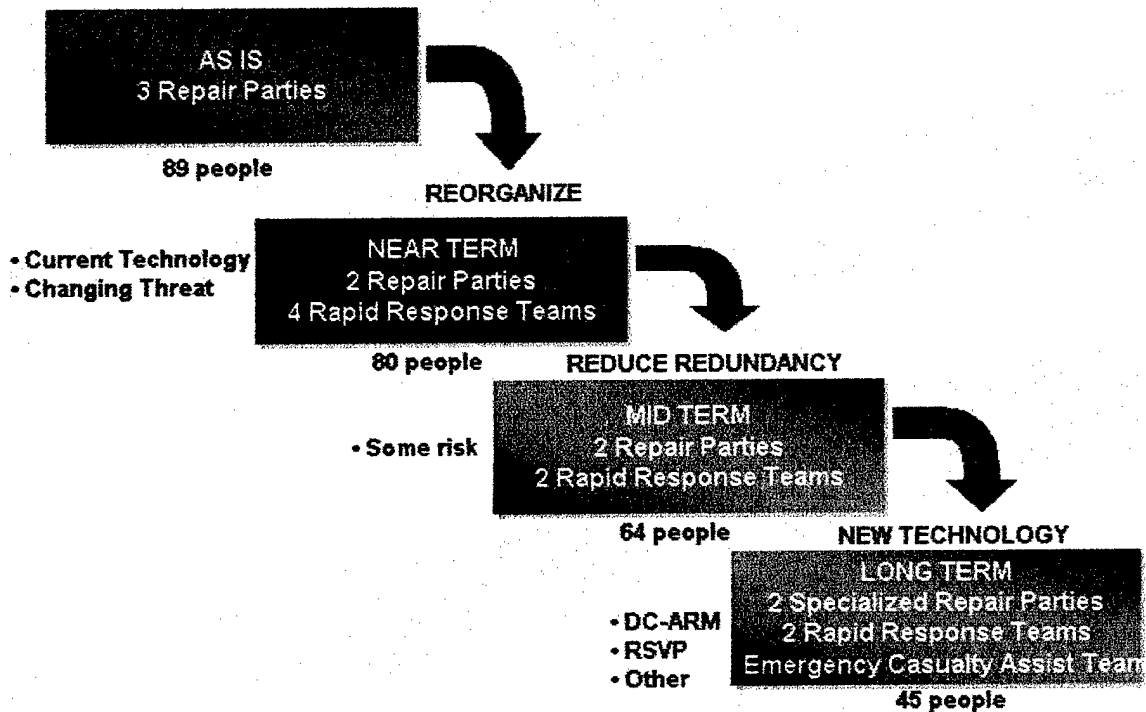 AS IS
3 Repair Parties
89 people
REORGANIZE
• Current Technology
• Changing Threat
NEAR TERM
2 Repair Parties
4 Rapid Response Teams
80 people
REDUCE REDUNDANCY
• Some risk
MID TERM
2 Repair Parties
2 Rapid Response Teams
64 people
NEW TECHNOLOGY
• DC-ARM
• RSVP
• Other
LONG TERM
2 Specialized Repair Parties
2 Rapid Response Teams
Emergency Casualty Assist Team
45 people